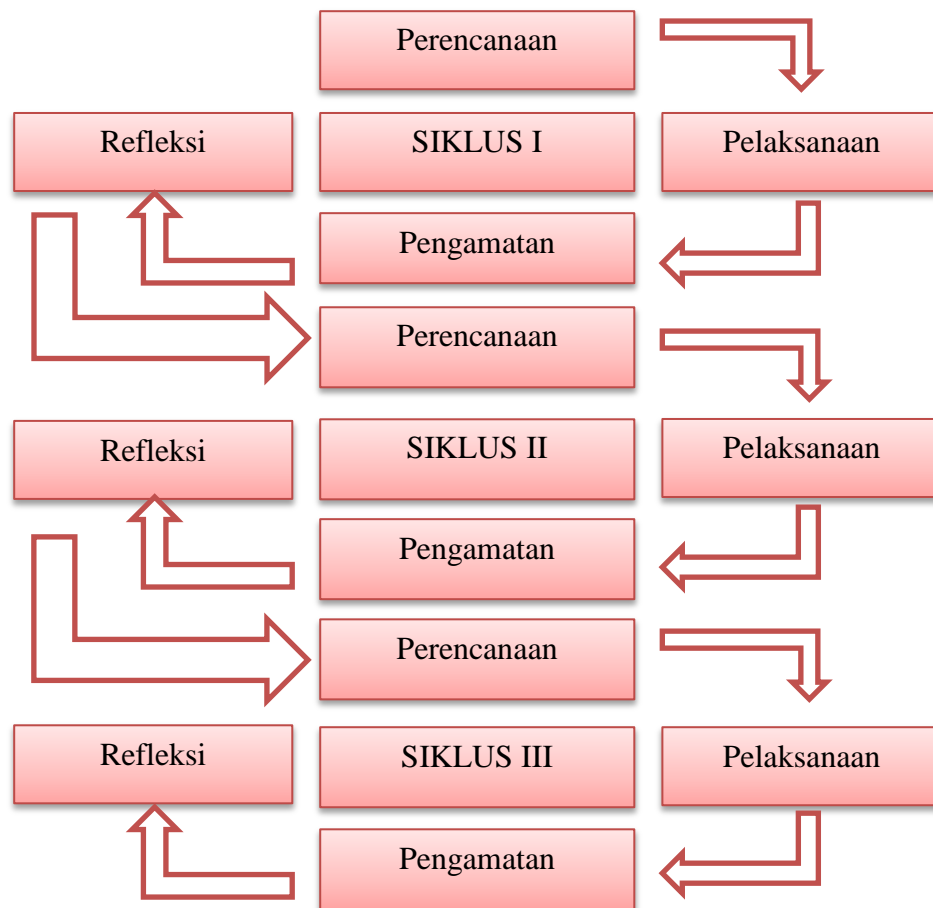 Perencanaan
Refleksi
SIKLUS I
Pelaksanaan
Pengamatan
Perencanaan
Refleksi
SIKLUS II
Pelaksanaan
Pengamatan
Perencanaan
Refleksi
SIKLUS III
Pelaksanaan
Pengamatan